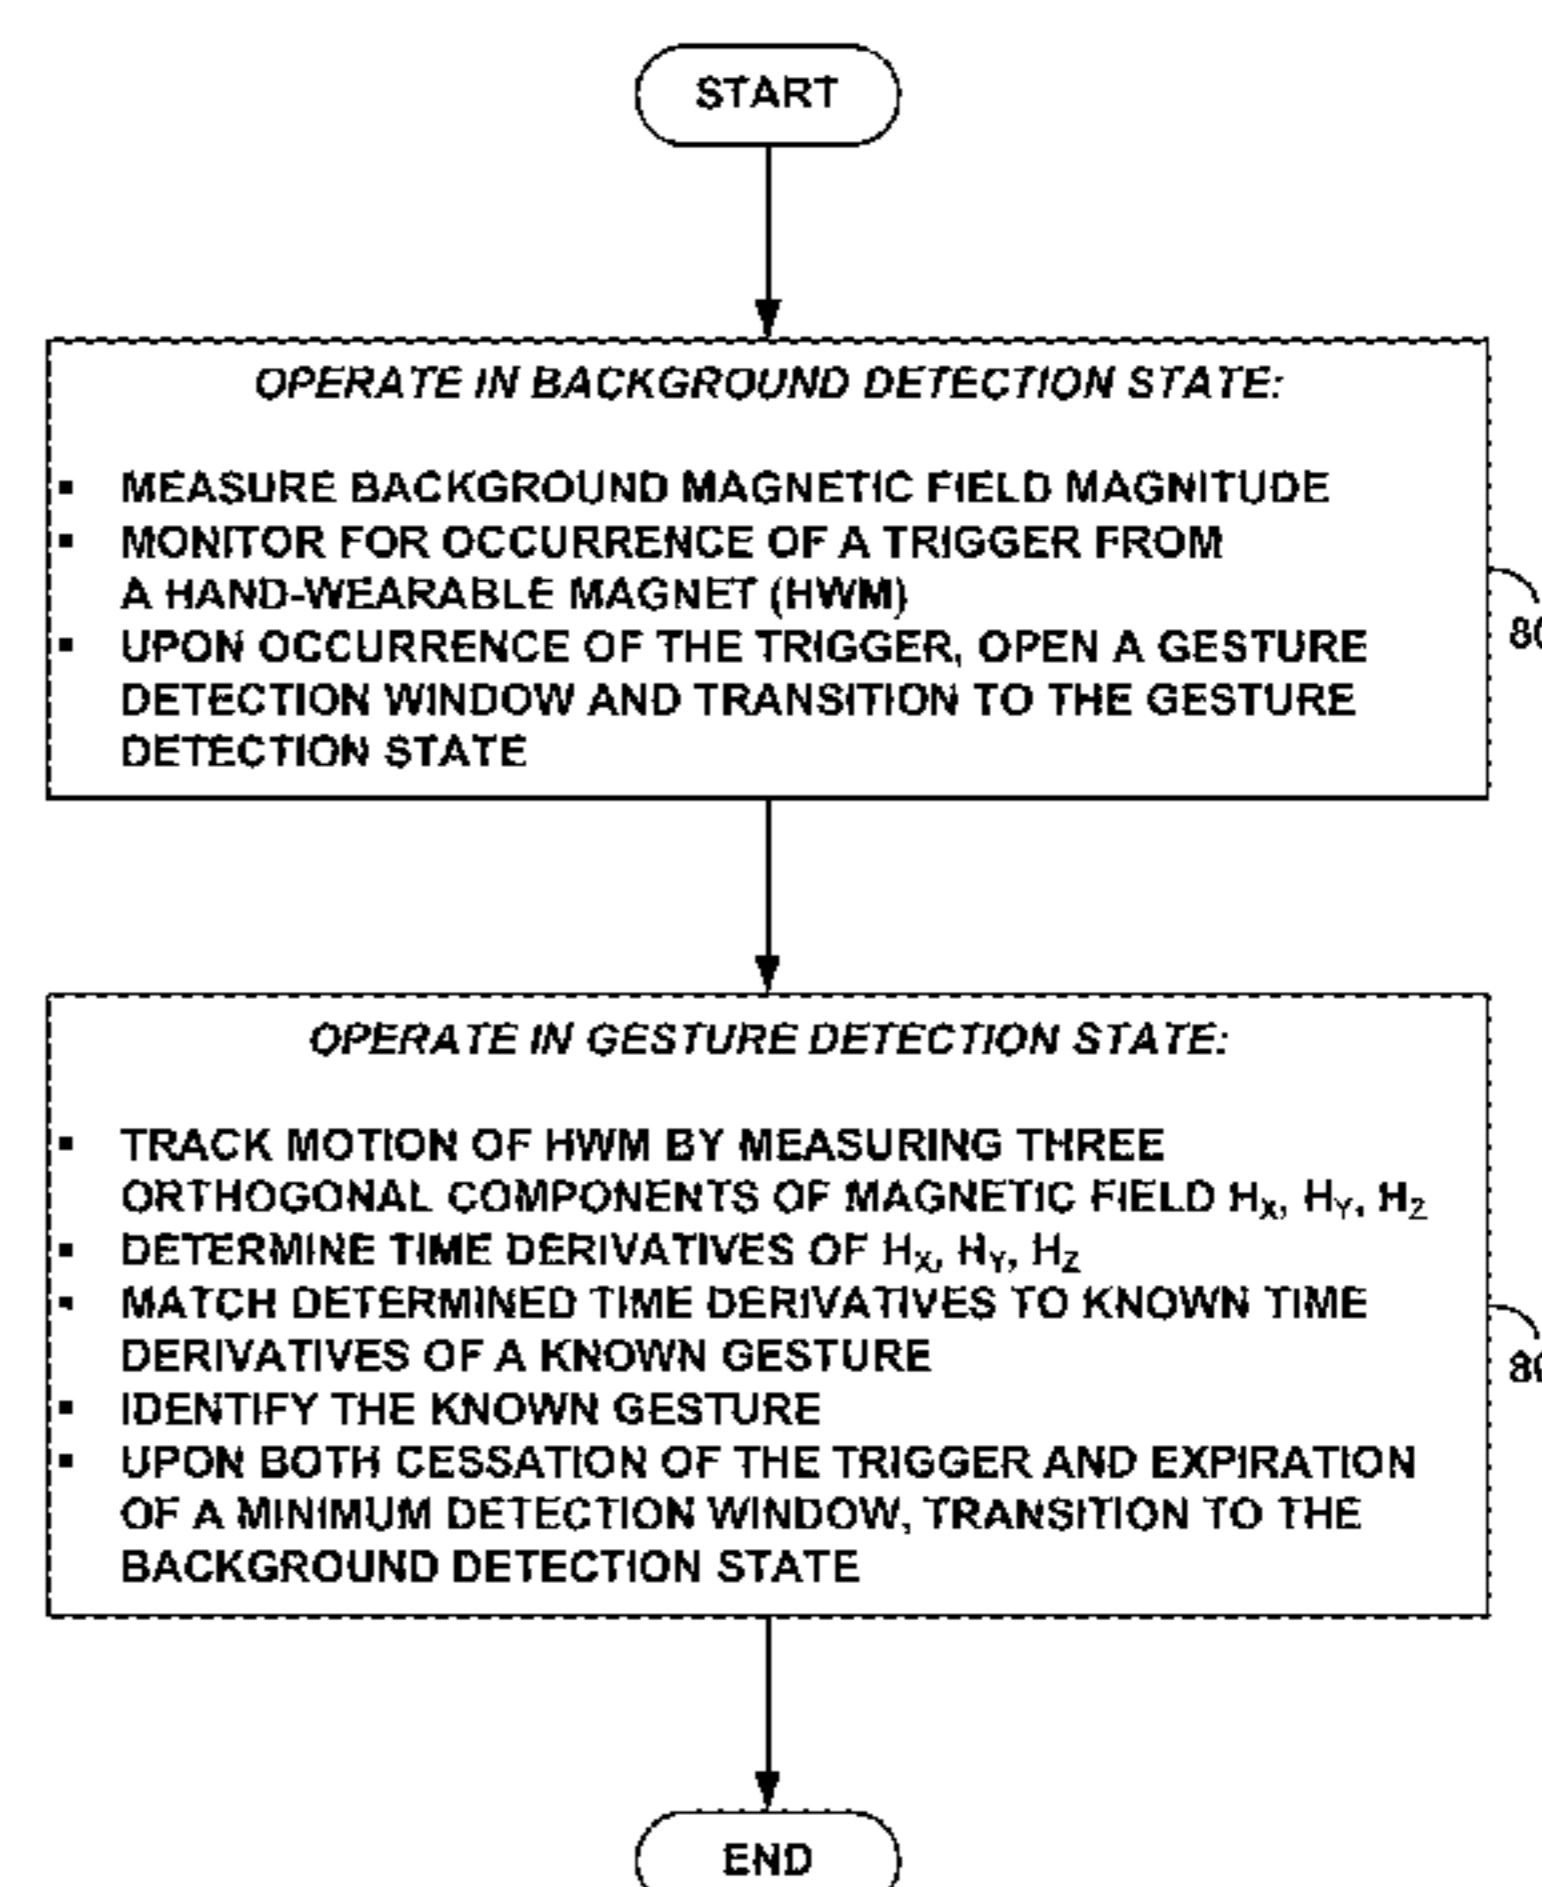 START
OPERATE IN BACKGROUND DETECTION STATE:
▪ MEASURE BACKGROUND MAGNETIC FIELD MAGNITUDE
▪ MONITOR FOR OCCURRENCE OF A TRIGGER FROM
A HAND-WEARABLE MAGNET (HWM)
▪ UPON OCCURRENCE OF THE TRIGGER, OPEN A GESTURE
DETECTION WINDOW AND TRANSITION TO THE GESTURE
DETECTION STATE
OPERATE IN GESTURE DETECTION STATE:
▪ TRACK MOTION OF HWM BY MEASURING THREE
ORTHOGONAL COMPONENTS OF MAGNETIC FIELD HX, HY, HZ
▪ DETERMINE TIME DERIVATIVES OF HX, HY, HZ
▪ MATCH DETERMINED TIME DERIVATIVES TO KNOWN TIME
DERIVATIVES OF A KNOWN GESTURE
▪ IDENTIFY THE KNOWN GESTURE
▪ UPON BOTH CESSATION OF THE TRIGGER AND EXPIRATION
OF A MINIMUM DETECTION WINDOW, TRANSITION TO THE
BACKGROUND DETECTION STATE
END